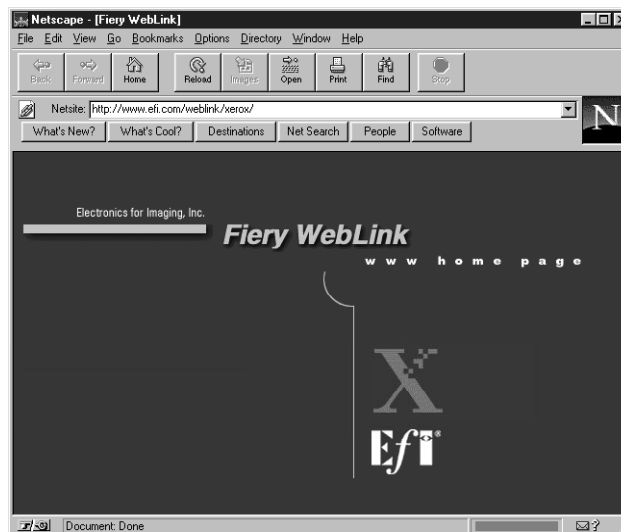 Netscape - [Fiery WebLink]
File Edit View Go Bookmarks Options Directory Window Help
Back Forward Home Reload Images Open Print Find Stop
Netsite: http://www.efi.com/weblink/xerox/
N
What's New? What's Cool? Destinations Net Search People Software
Electronics for Imaging, Inc.
Fiery WebLink
www home page
X
Efi®
Document: Done